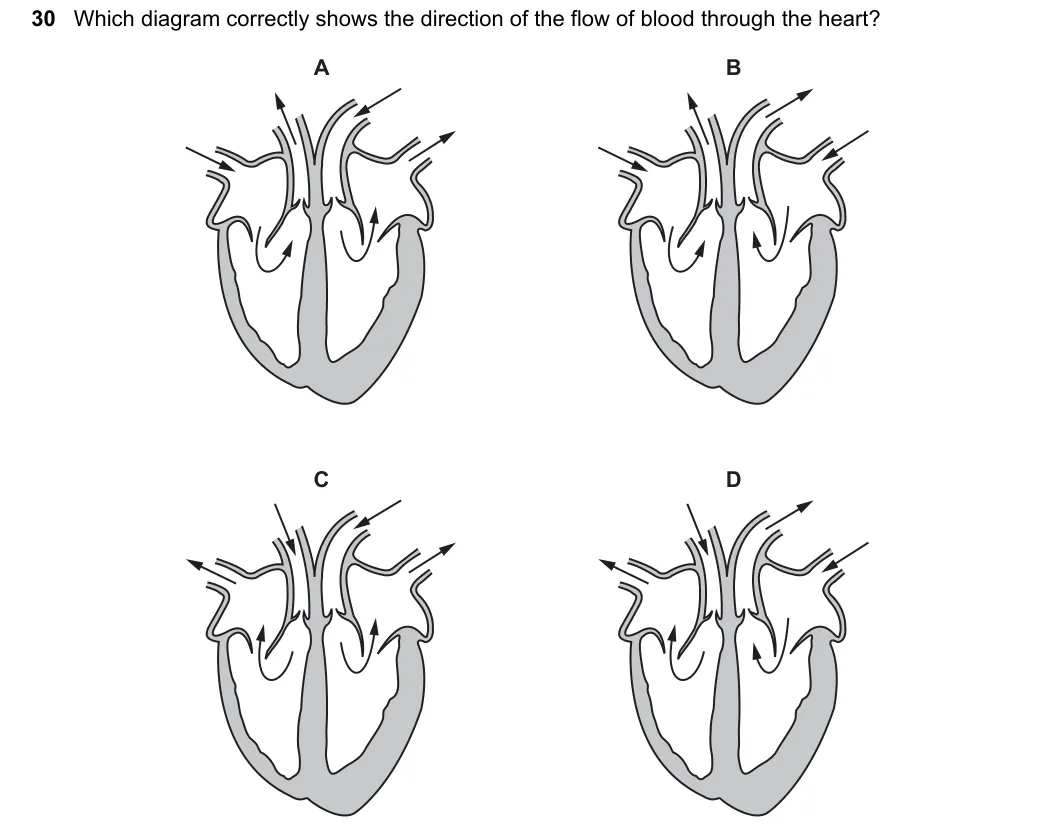 30 Which diagram correctly shows the direction of the flow of blood through the heart?
A B
C D